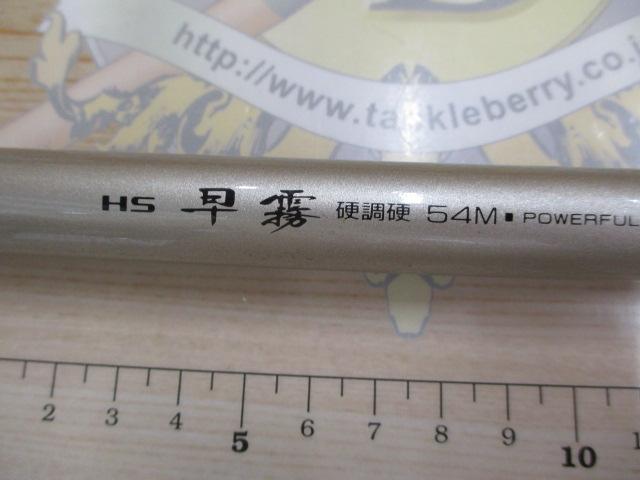 http://www.tackleberry.co.j
HS 早霧 硬調硬 54M■POWERFUL
2 3 4 5 6 7 8 9 10 1